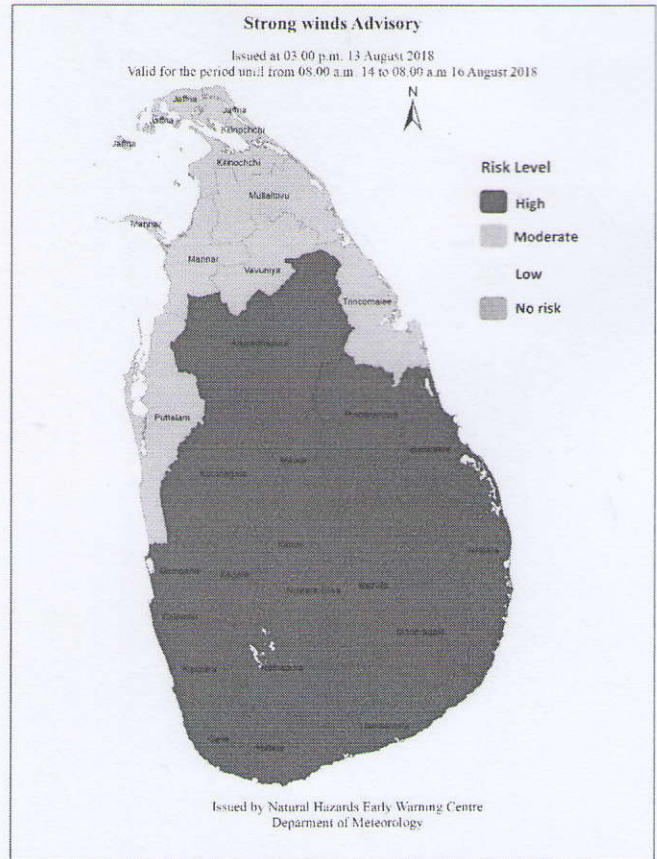 Strong winds Advisory
Issued at 03 00 p.m. 13 August 2018
Valid for the period until from 08.00 a.m. 14 to 08.00 a.m 16 August 2018
N
Jaffna
Jaffna
Jaffna
Kilinochchi
Kilinochchi
Mullaitivu
Mannar
Mannar
Vavuniya
Trincomalee
Anuradhapura
Puttalam
Polonnaruwa
Batticaloa
Kurunegala
Matale
Kandy
Ampara
Gampaha
Kegalle
Nuwara Eliya
Badulla
Colombo
Monaragala
Kalutara
Ratnapura
Hambantota
Galle
Matara
Risk Level
High
Moderate
Low
No risk
Issued by Natural Hazards Early Warning Centre
Deparment of Meteorology